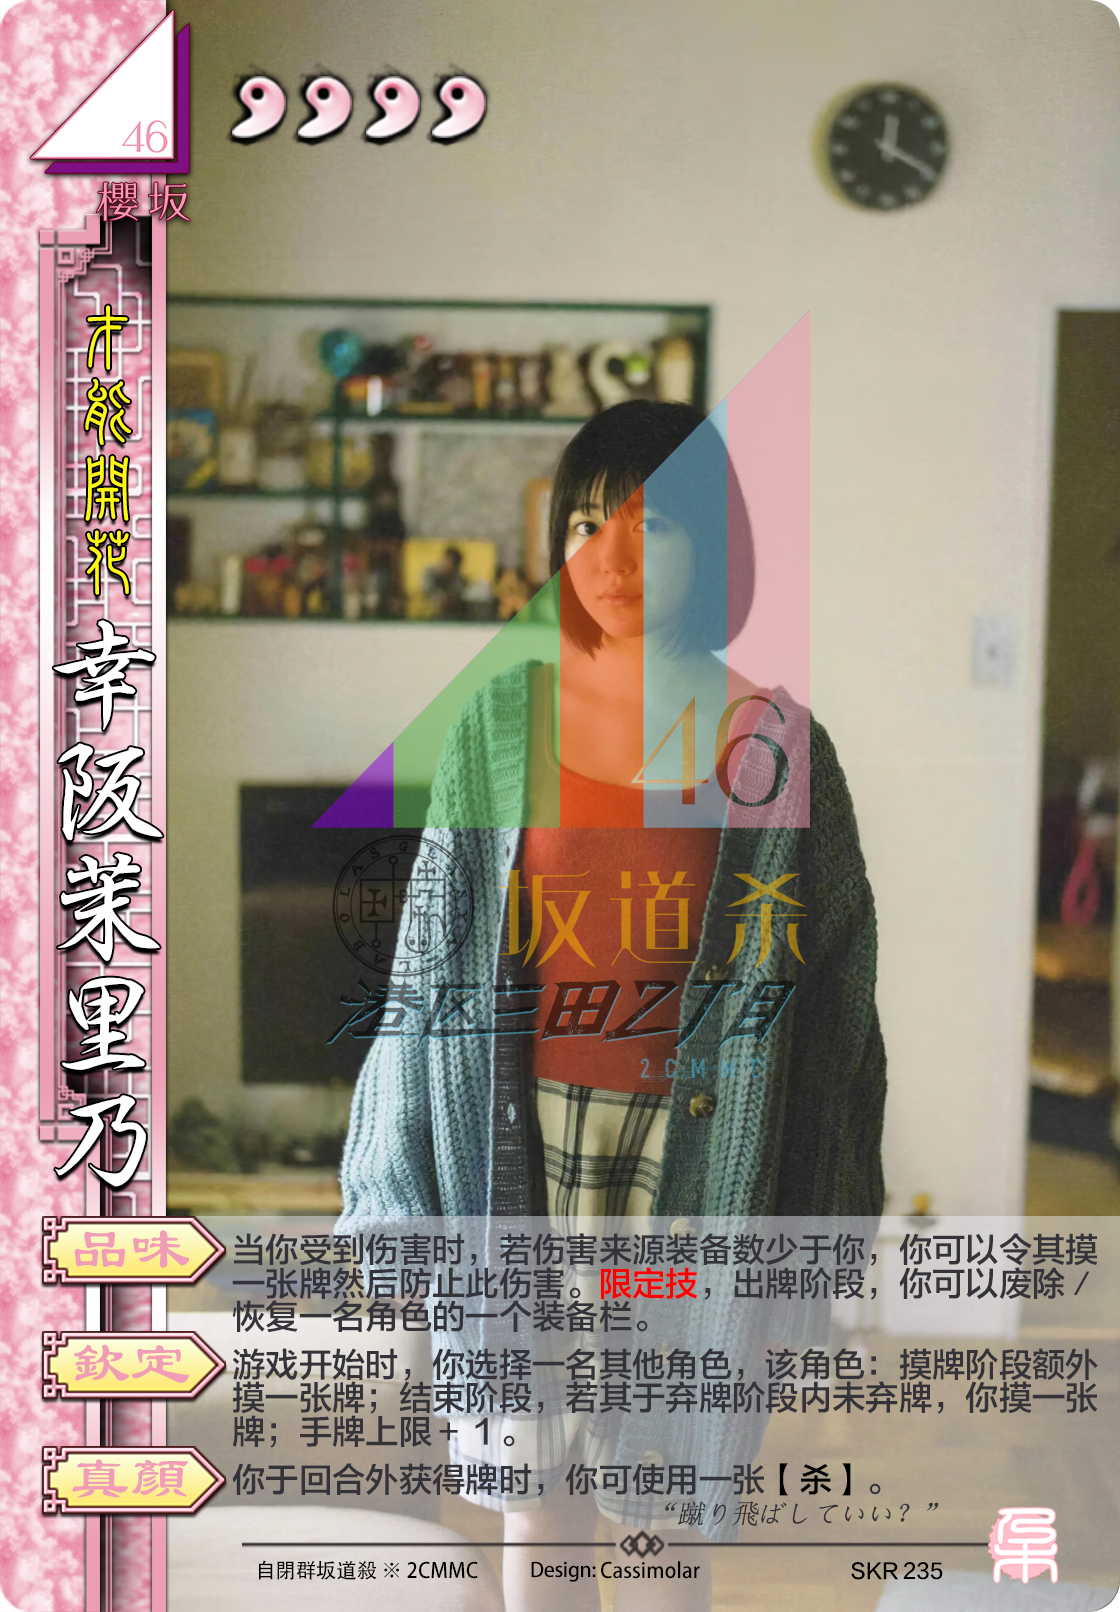 46
櫻坂
才能開花
幸阪茉里乃
46
坂道杀
港区三田2丁目
2CMMC
品味
当你受到伤害时，若伤害来源装备数少于你，你可以令其摸
一张牌然后防止此伤害。限定技，出牌阶段，你可以废除/
恢复一名角色的一个装备栏。
欽定
游戏开始时，你选择一名其他角色，该角色：摸牌阶段额外
摸一张牌；结束阶段，若其于弃牌阶段内未弃牌，你摸一张
牌；手牌上限+1。
真顔
你于回合外获得牌时，你可使用一张【杀】。
“蹴り飛ばしていい？”
自閉群坂道殺 ※ 2CMMC
Design: Cassimolar
SKR 235